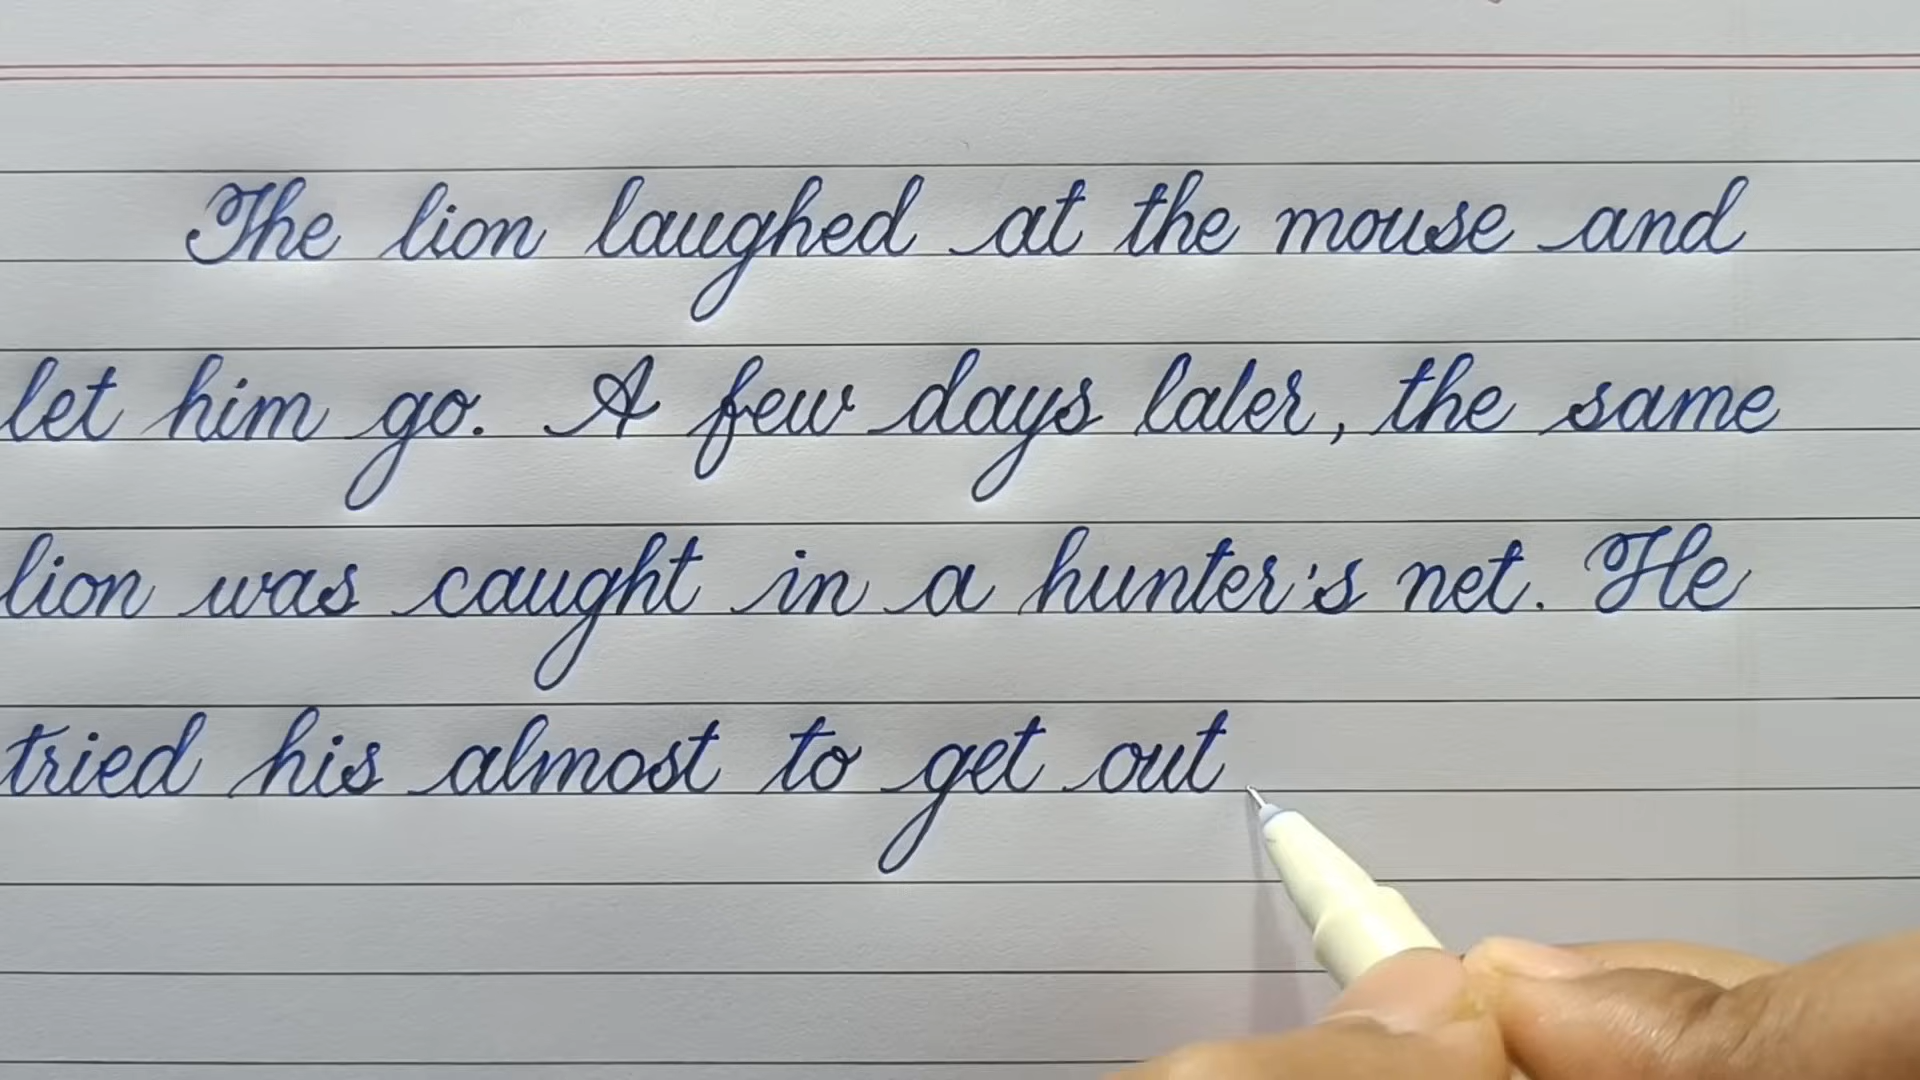 The lion laughed at the mouse and
let him go. A few days later, the same
lion was caught in a hunter's net. He
tried his almost to get out